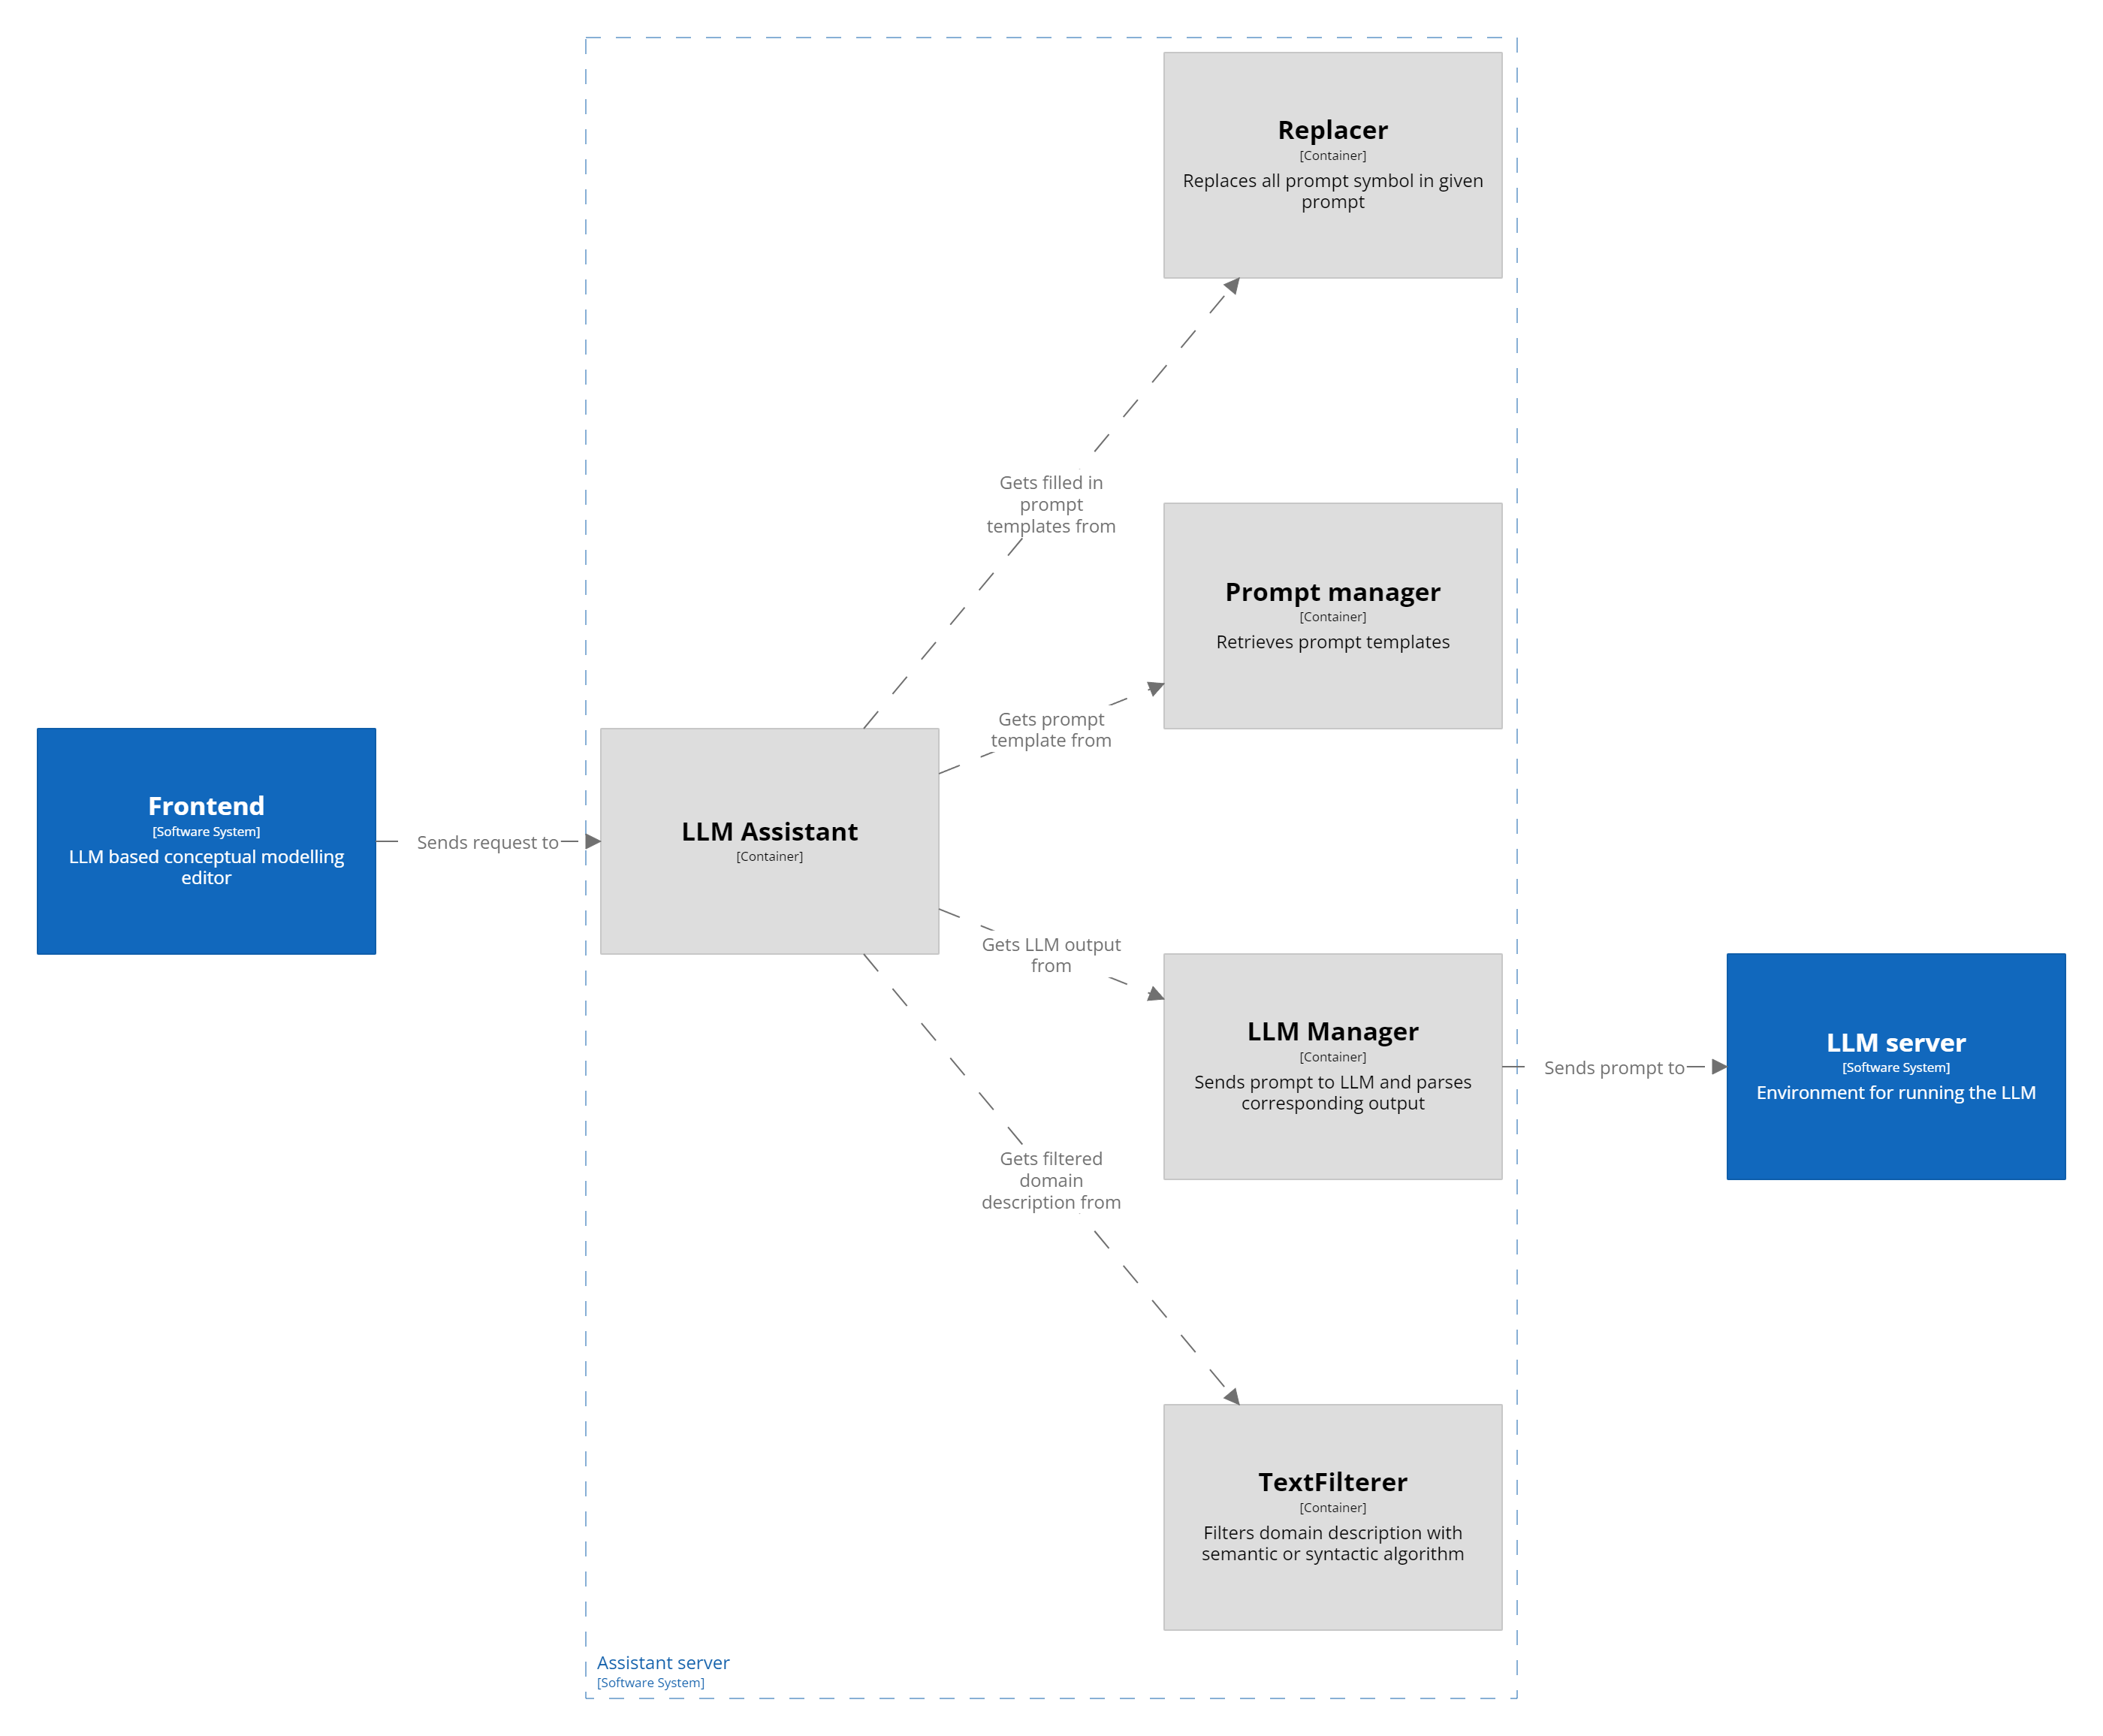 Replacer
[Container]
Replaces all prompt symbol in given
prompt
Gets filled in
prompt
templates from
Prompt manager
[Container]
Retrieves prompt templates
Gets prompt
template from
Frontend
[Software System]
LLM based conceptual modelling
editor
Sends request to
LLM Assistant
[Container]
Gets LLM output
from
LLM Manager
[Container]
Sends prompt to LLM and parses
corresponding output
Sends prompt to
LLM server
[Software System]
Environment for running the LLM
Gets filtered
domain
description from
TextFilterer
[Container]
Filters domain description with
semantic or syntactic algorithm
Assistant server
[Software System]